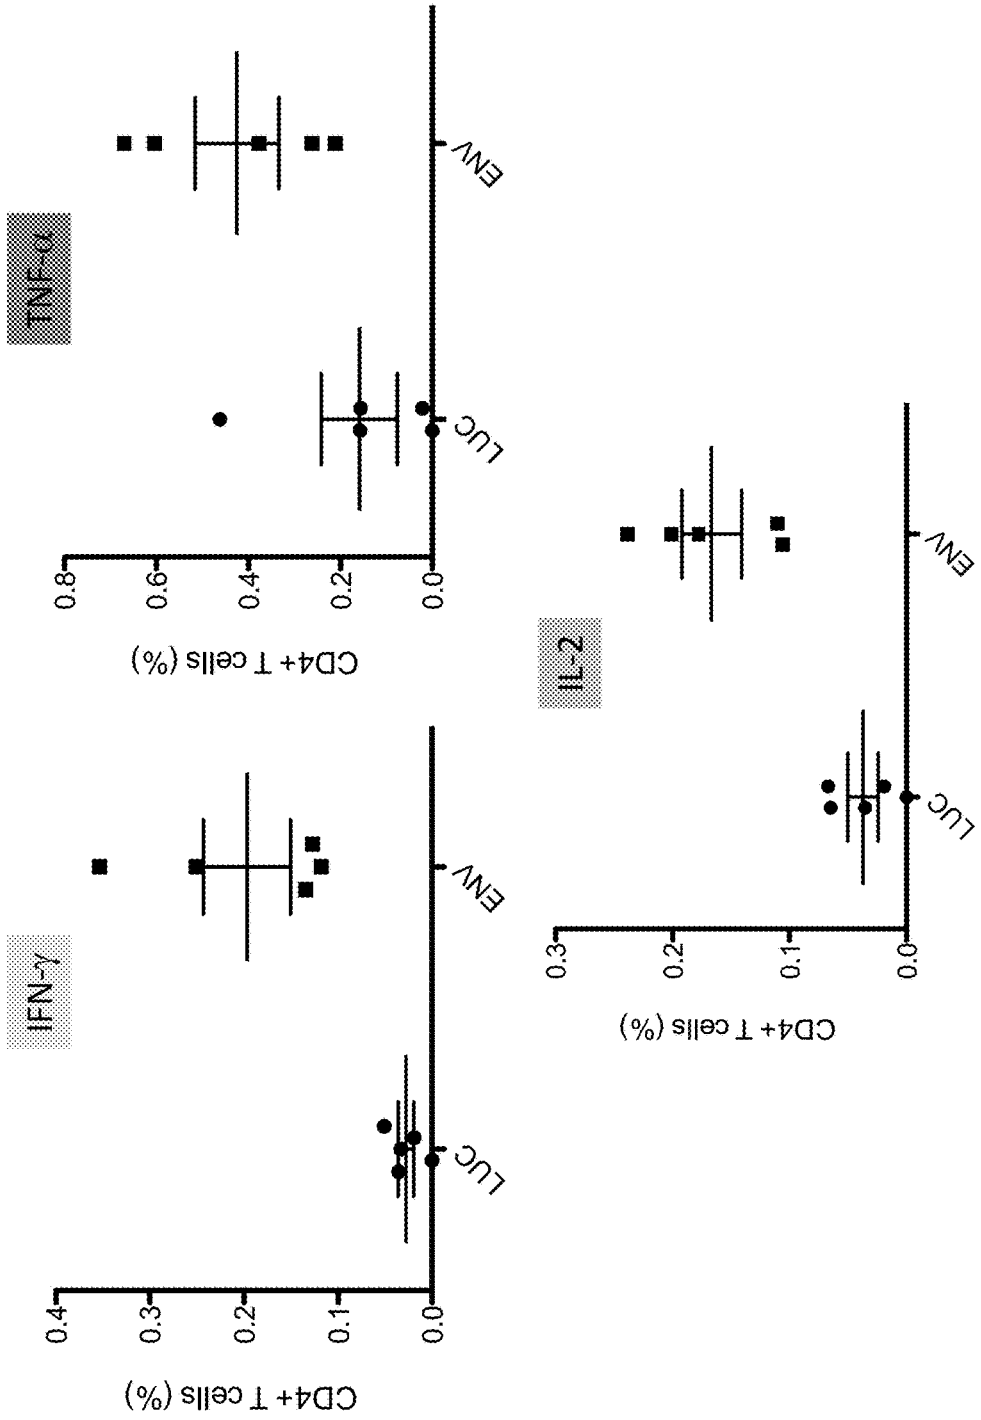 IFN-γ
CD4+ T cells (%)
0.4
0.3
0.2
0.1
0.0
LUC
ENV
TNF-α
CD4+ T cells (%)
0.8
0.6
0.4
0.2
0.0
LUC
ENV
IL-2
CD4+ T cells (%)
0.3
0.2
0.1
0.0
LUC
ENV